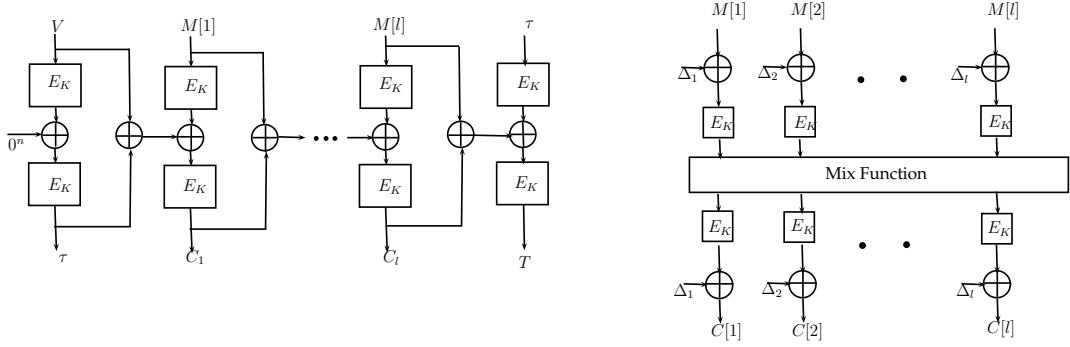 V M[1] M[l] τ
E_K E_K E_K E_K
0^n
E_K E_K E_K E_K
τ C_1 C_l T
M[1] M[2] M[l]
Δ_1 Δ_2 Δ_l
E_K E_K E_K
Mix Function
E_K E_K E_K
Δ_1 Δ_2 Δ_l
C[1] C[2] C[l]